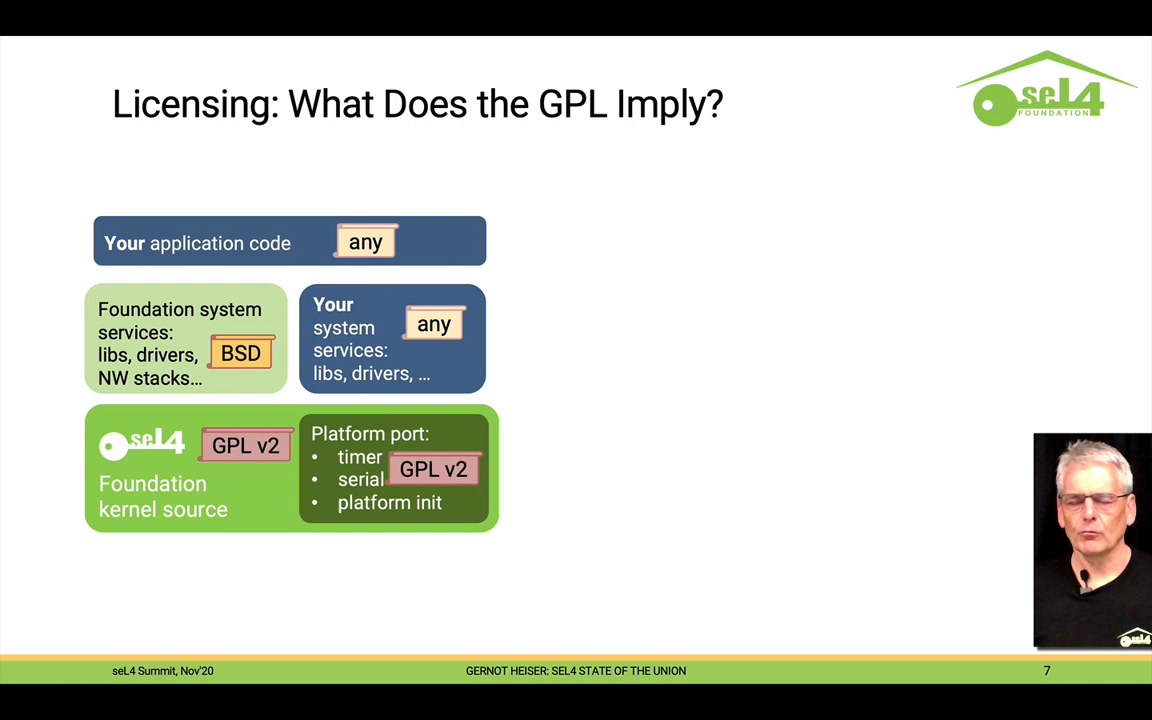 Licensing: What Does the GPL Imply?
seL4
FOUNDATION
Your application code
any
Foundation system
services:
libs, drivers,
NW stacks...
BSD
Your
system
services:
libs, drivers, ...
any
seL4
GPL v2
Foundation
kernel source
Platform port:
• timer
• serial
• platform init
GPL v2
seL4
seL4 Summit, Nov'20
GERNOT HEISER: SEL4 STATE OF THE UNION
7